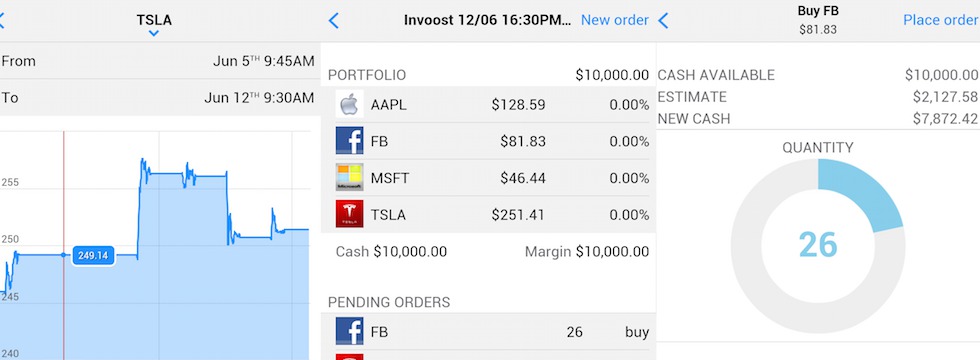 TSLA
From Jun 5TH 9:45AM
To Jun 12TH 9:30AM
255
250
249.14
245
240
Invoost 12/06 16:30PM... New order
PORTFOLIO $10,000.00
AAPL $128.59 0.00%
FB $81.83 0.00%
Microsoft
MSFT $46.44 0.00%
TESLA
TSLA $251.41 0.00%
Cash $10,000.00 Margin $10,000.00
PENDING ORDERS
FB 26 buy
Buy FB
$81.83
Place order
CASH AVAILABLE $10,000.00
ESTIMATE $2,127.58
NEW CASH $7,872.42
QUANTITY
26